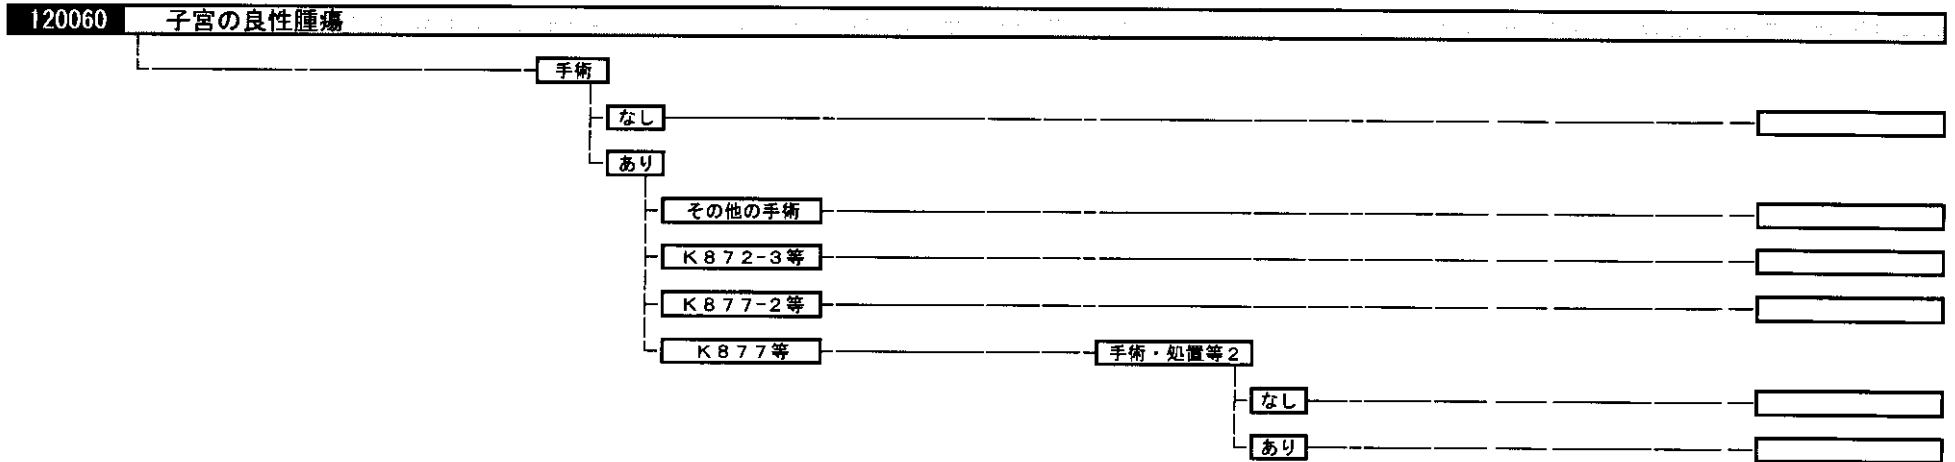 120060 子宮の良性腫瘍
手術
なし
あり
その他の手術
K872-3等
K877-2等
K877等 手術・処置等2
なし
あり